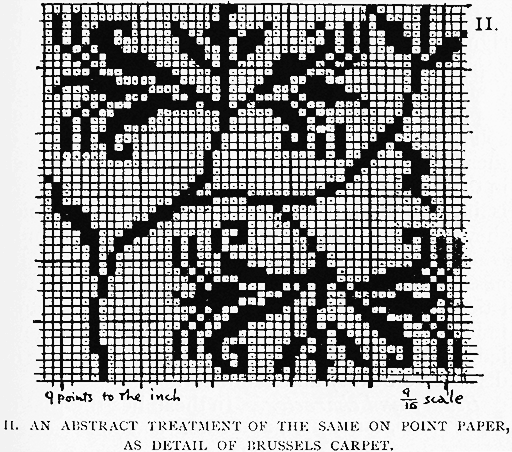 II.
9 points to the inch
9/16 scale
II. AN ABSTRACT TREATMENT OF THE SAME ON POINT PAPER,
AS DETAIL OF BRUSSELS CARPET.